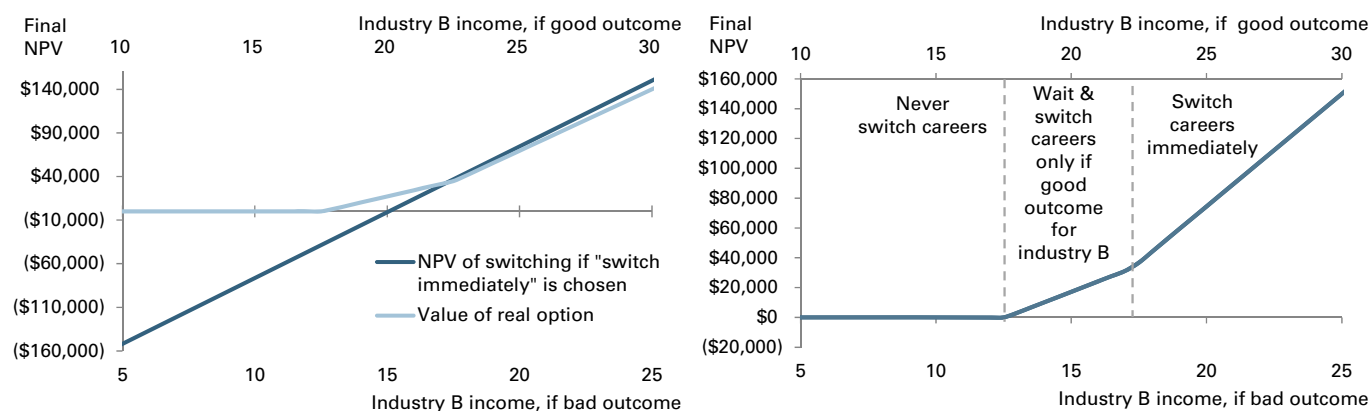 Final
NPV
Industry B income, if good outcome
10 15 20 25 30
$140,000
$90,000
$40,000
($10,000)
($60,000)
($110,000)
($160,000)
NPV of switching if "switch
immediately" is chosen
Value of real option
5 10 15 20 25
Industry B income, if bad outcome
Final
NPV
Industry B income, if good outcome
10 15 20 25 30
$160,000
$140,000
$120,000
$100,000
$80,000
$60,000
$40,000
$20,000
$0
($20,000)
Never
switch careers
Wait &
switch
careers
only if
good
outcome
for
industry B
Switch
careers
immediately
5 10 15 20 25
Industry B income, if bad outcome